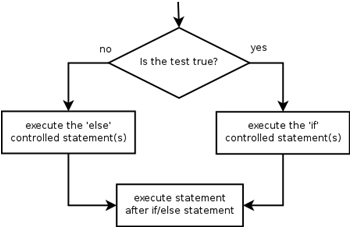 no
yes
Is the test true?
execute the 'else'
controlled statement(s)
execute the 'if'
controlled statement(s)
execute statement
after if/else statement